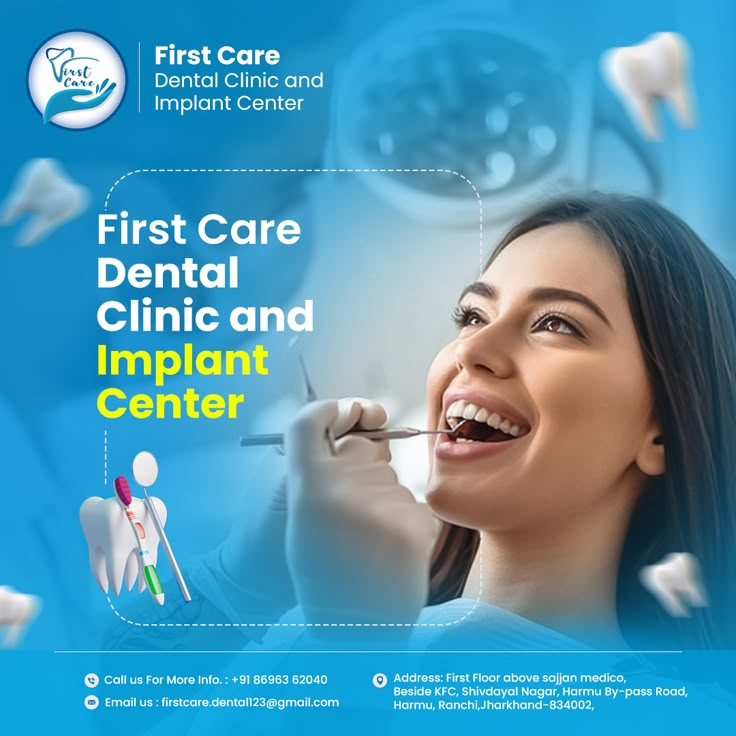 First Care
First Care
Dental Clinic and
Implant Center
First Care
Dental
Clinic and
Implant
Center
Call us For More Info. : +91 86963 62040
Email us : firstcare.dental123@gmail.com
Address: First Floor above sajjan medico,
Beside KFC, Shivdayal Nagar, Harmu By-pass Road,
Harmu, Ranchi,Jharkhand-834002,